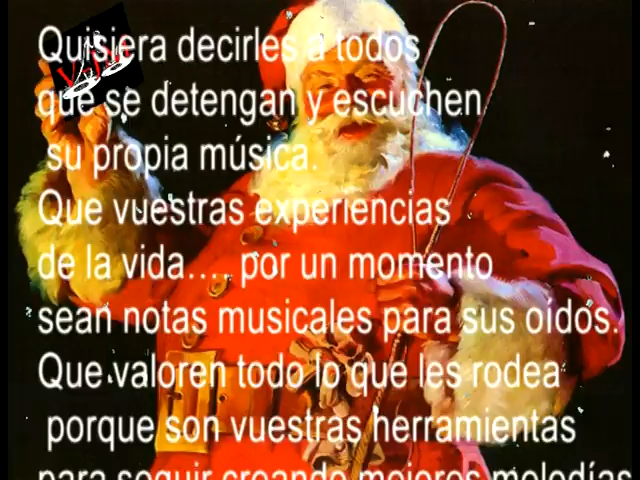 Quisiera decirles a todos
que se detengan y escuchen
su propia música.
Que vuestras experiencias
de la vida.... por un momento
sean notas musicales para sus oídos.
Que valoren todo lo que les rodea
porque son vuestras herramientas
para seguir creando mejores melodías